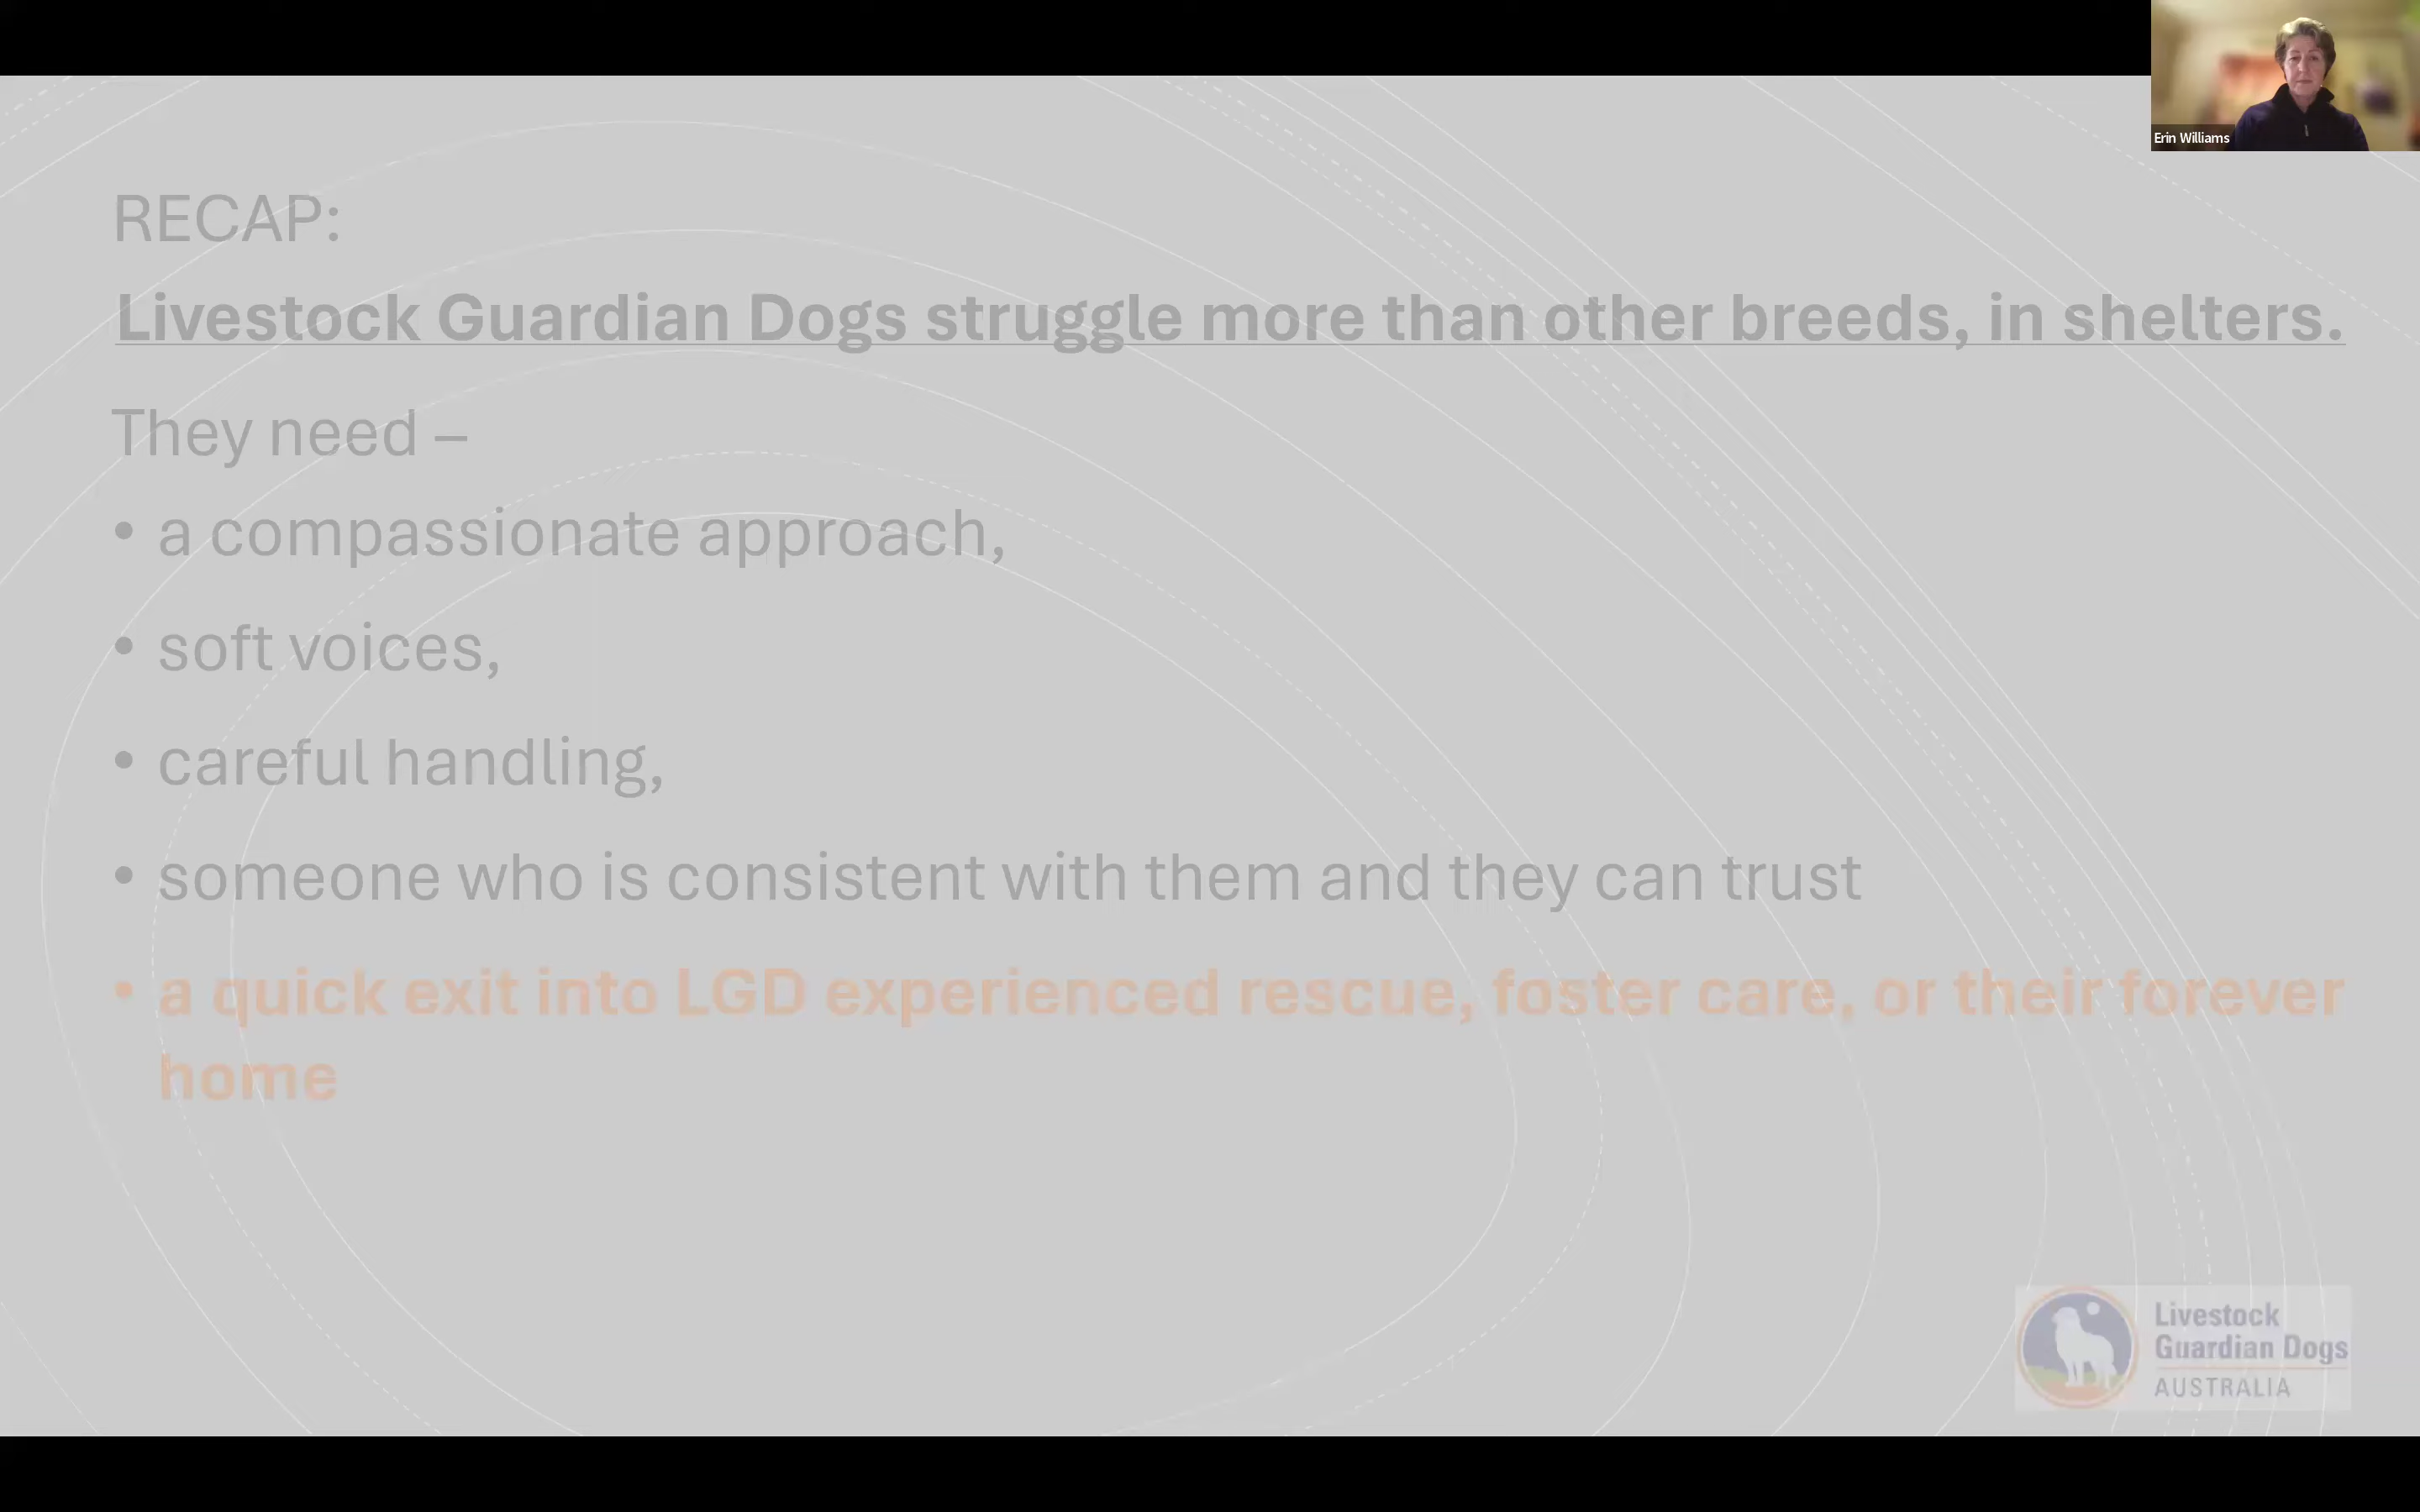 Erin Williams
RECAP:
Livestock Guardian Dogs struggle more than other breeds, in shelters.
They need –
• a compassionate approach,
• soft voices,
• careful handling,
• someone who is consistent with them and they can trust
• a quick exit into LGD experienced rescue, foster care, or their forever
home
Livestock
Guardian Dogs
AUSTRALIA